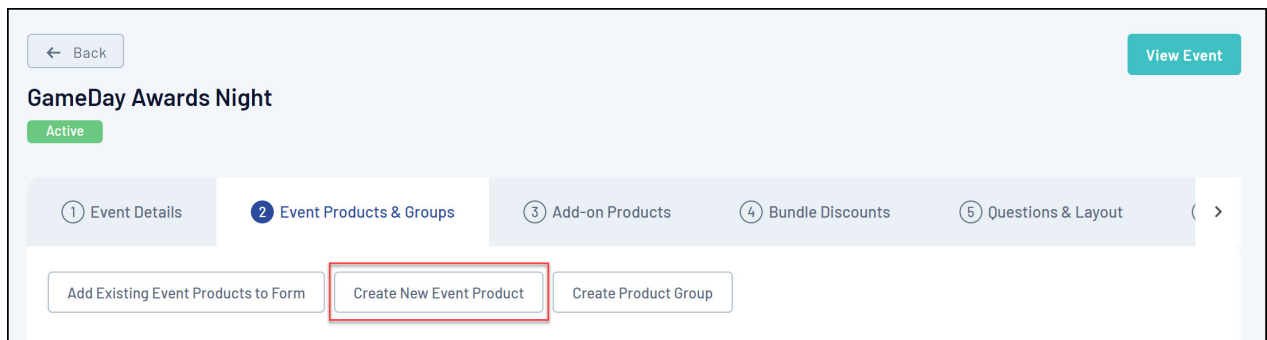 ← Back
View Event
GameDay Awards Night
Active
1 Event Details 2 Event Products & Groups 3 Add-on Products 4 Bundle Discounts 5 Questions & Layout
Add Existing Event Products to Form Create New Event Product Create Product Group